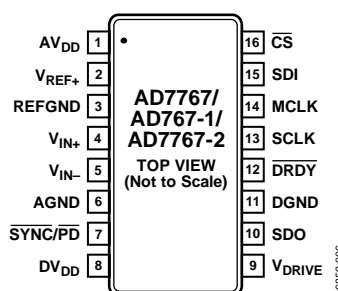 AVDD 1
VREF+ 2
REFGND 3
VIN+ 4
VIN– 5
AGND 6
SYNC/PD 7
DVDD 8
AD7767/
AD767-1/
AD7767-2
TOP VIEW
(Not to Scale)
16 CS
15 SDI
14 MCLK
13 SCLK
12 DRDY
11 DGND
10 SDO
9 VDRIVE